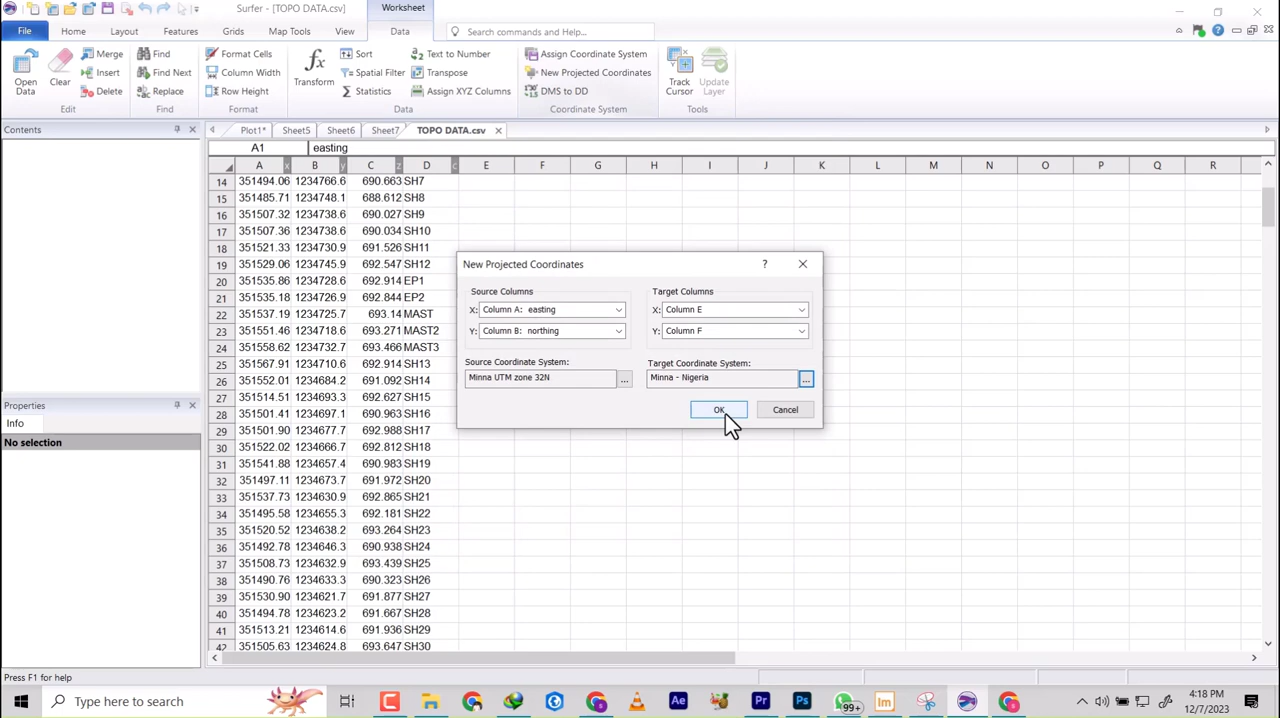 Surfer - [TOPO DATA.csv]
Worksheet
File Home Layout Features Grids Map Tools View Data Search commands and Help...
Open Data
Clear
Merge
Insert
Delete
Edit
Find
Find Next
Replace
Find
Format Cells
Column Width
Row Height
Format
fx
Transform
Sort
Spatial Filter
Statistics
Text to Number
Transpose
Assign XYZ Columns
Data
Assign Coordinate System
New Projected Coordinates
DMS to DD
Coordinate System
Track Cursor
Update Layer
Tools
Contents
Plot1* Sheet5 Sheet6 Sheet7 TOPO DATA.csv
A1 easting
A x B y C z D c E F G H I J K L M N O P Q R
14 351494.06 1234766.6 690.663 SH7
15 351485.71 1234748.1 688.612 SH8
16 351507.32 1234738.6 690.027 SH9
17 351507.36 1234738.6 690.034 SH10
18 351521.33 1234730.9 691.526 SH11
19 351529.06 1234745.9 692.547 SH12
20 351535.86 1234728.6 692.914 EP1
21 351535.18 1234726.9 692.844 EP2
22 351537.19 1234725.7 693.14 MAST
23 351551.46 1234718.6 693.271 MAST2
24 351558.62 1234732.7 693.466 MAST3
25 351567.91 1234710.6 692.914 SH13
26 351552.01 1234684.2 691.092 SH14
27 351514.51 1234693.3 692.627 SH15
28 351501.41 1234697.1 690.963 SH16
29 351501.90 1234677.7 692.988 SH17
30 351522.02 1234666.7 692.812 SH18
31 351541.88 1234657.4 690.983 SH19
32 351497.11 1234673.7 691.972 SH20
33 351537.73 1234630.9 692.865 SH21
34 351495.58 1234655.3 692.181 SH22
35 351520.52 1234638.2 693.264 SH23
36 351492.78 1234646.3 690.938 SH24
37 351508.73 1234632.9 693.439 SH25
38 351490.76 1234633.3 690.323 SH26
39 351530.90 1234621.7 691.877 SH27
40 351494.78 1234623.2 691.667 SH28
41 351513.21 1234614.6 691.936 SH29
42 351505.63 1234624.8 693.647 SH30
New Projected Coordinates ?
Source Columns
X: Column A: easting
Y: Column B: northing
Target Columns
X: Column E
Y: Column F
Source Coordinate System:
Minna UTM zone 32N ...
Target Coordinate System:
Minna - Nigeria ...
OK Cancel
Properties
Info
No selection
Press F1 for help
Type here to search
Ae
Pr
Ps
99+
Im
4:18 PM
12/7/2023